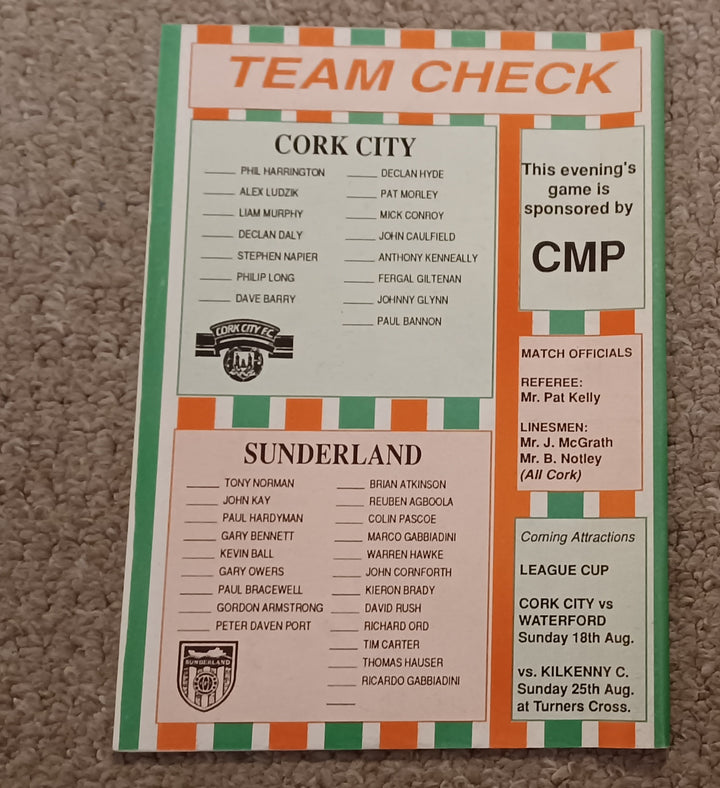 TEAM CHECK
CORK CITY
PHIL HARRINGTON
ALEX LUDZIK
LIAM MURPHY
DECLAN DALY
STEPHEN NAPIER
PHILIP LONG
DAVE BARRY
DECLAN HYDE
PAT MORLEY
MICK CONROY
JOHN CAULFIELD
ANTHONY KENNEALLY
FERGAL GILTENAN
JOHNNY GLYNN
PAUL BANNON
CORK CITY F.C.
SUNDERLAND
TONY NORMAN
JOHN KAY
PAUL HARDYMAN
GARY BENNETT
KEVIN BALL
GARY OWERS
PAUL BRACEWELL
GORDON ARMSTRONG
PETER DAVEN PORT
BRIAN ATKINSON
REUBEN AGBOOLA
COLIN PASCOE
MARCO GABBIADINI
WARREN HAWKE
JOHN CORNFORTH
KIERON BRADY
DAVID RUSH
RICHARD ORD
TIM CARTER
THOMAS HAUSER
RICARDO GABBIADINI
SUNDERLAND
This evening's
game is
sponsored by
CMP
MATCH OFFICIALS
REFEREE:
Mr. Pat Kelly
LINESMEN:
Mr. J. McGrath
Mr. B. Notley
(All Cork)
Coming Attractions
LEAGUE CUP
CORK CITY vs
WATERFORD
Sunday 18th Aug.
vs. KILKENNY C.
Sunday 25th Aug.
at Turners Cross.